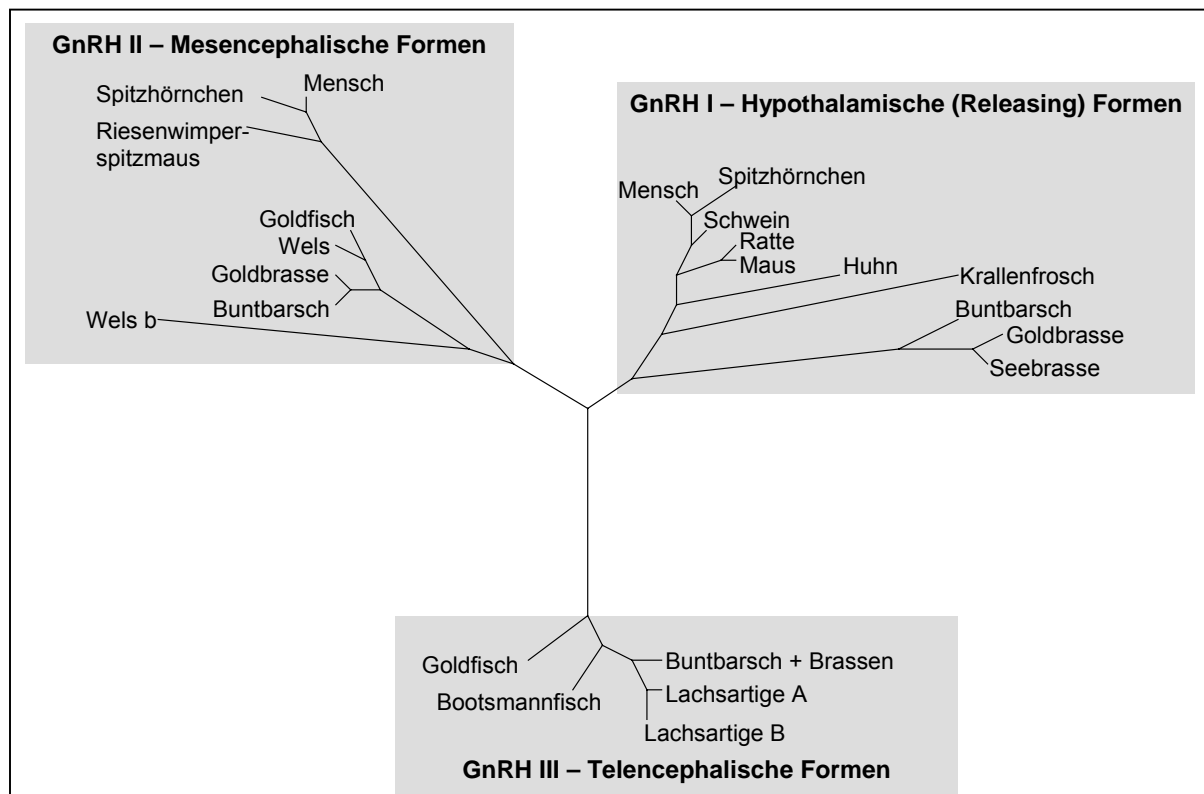 GnRH II – Mesencephalische Formen
Mensch
Spitzhörnchen
Riesenwimper-
spitzmaus
Goldfisch
Wels
Goldbrasse
Buntbarsch
Wels b
GnRH I – Hypothalamische (Releasing) Formen
Spitzhörnchen
Mensch
Schwein
Ratte
Maus
Huhn
Krallenfrosch
Buntbarsch
Goldbrasse
Seebrasse
Goldfisch
Buntbarsch + Brassen
Bootsmannfisch
Lachsartige A
Lachsartige B
GnRH III – Telencephalische Formen